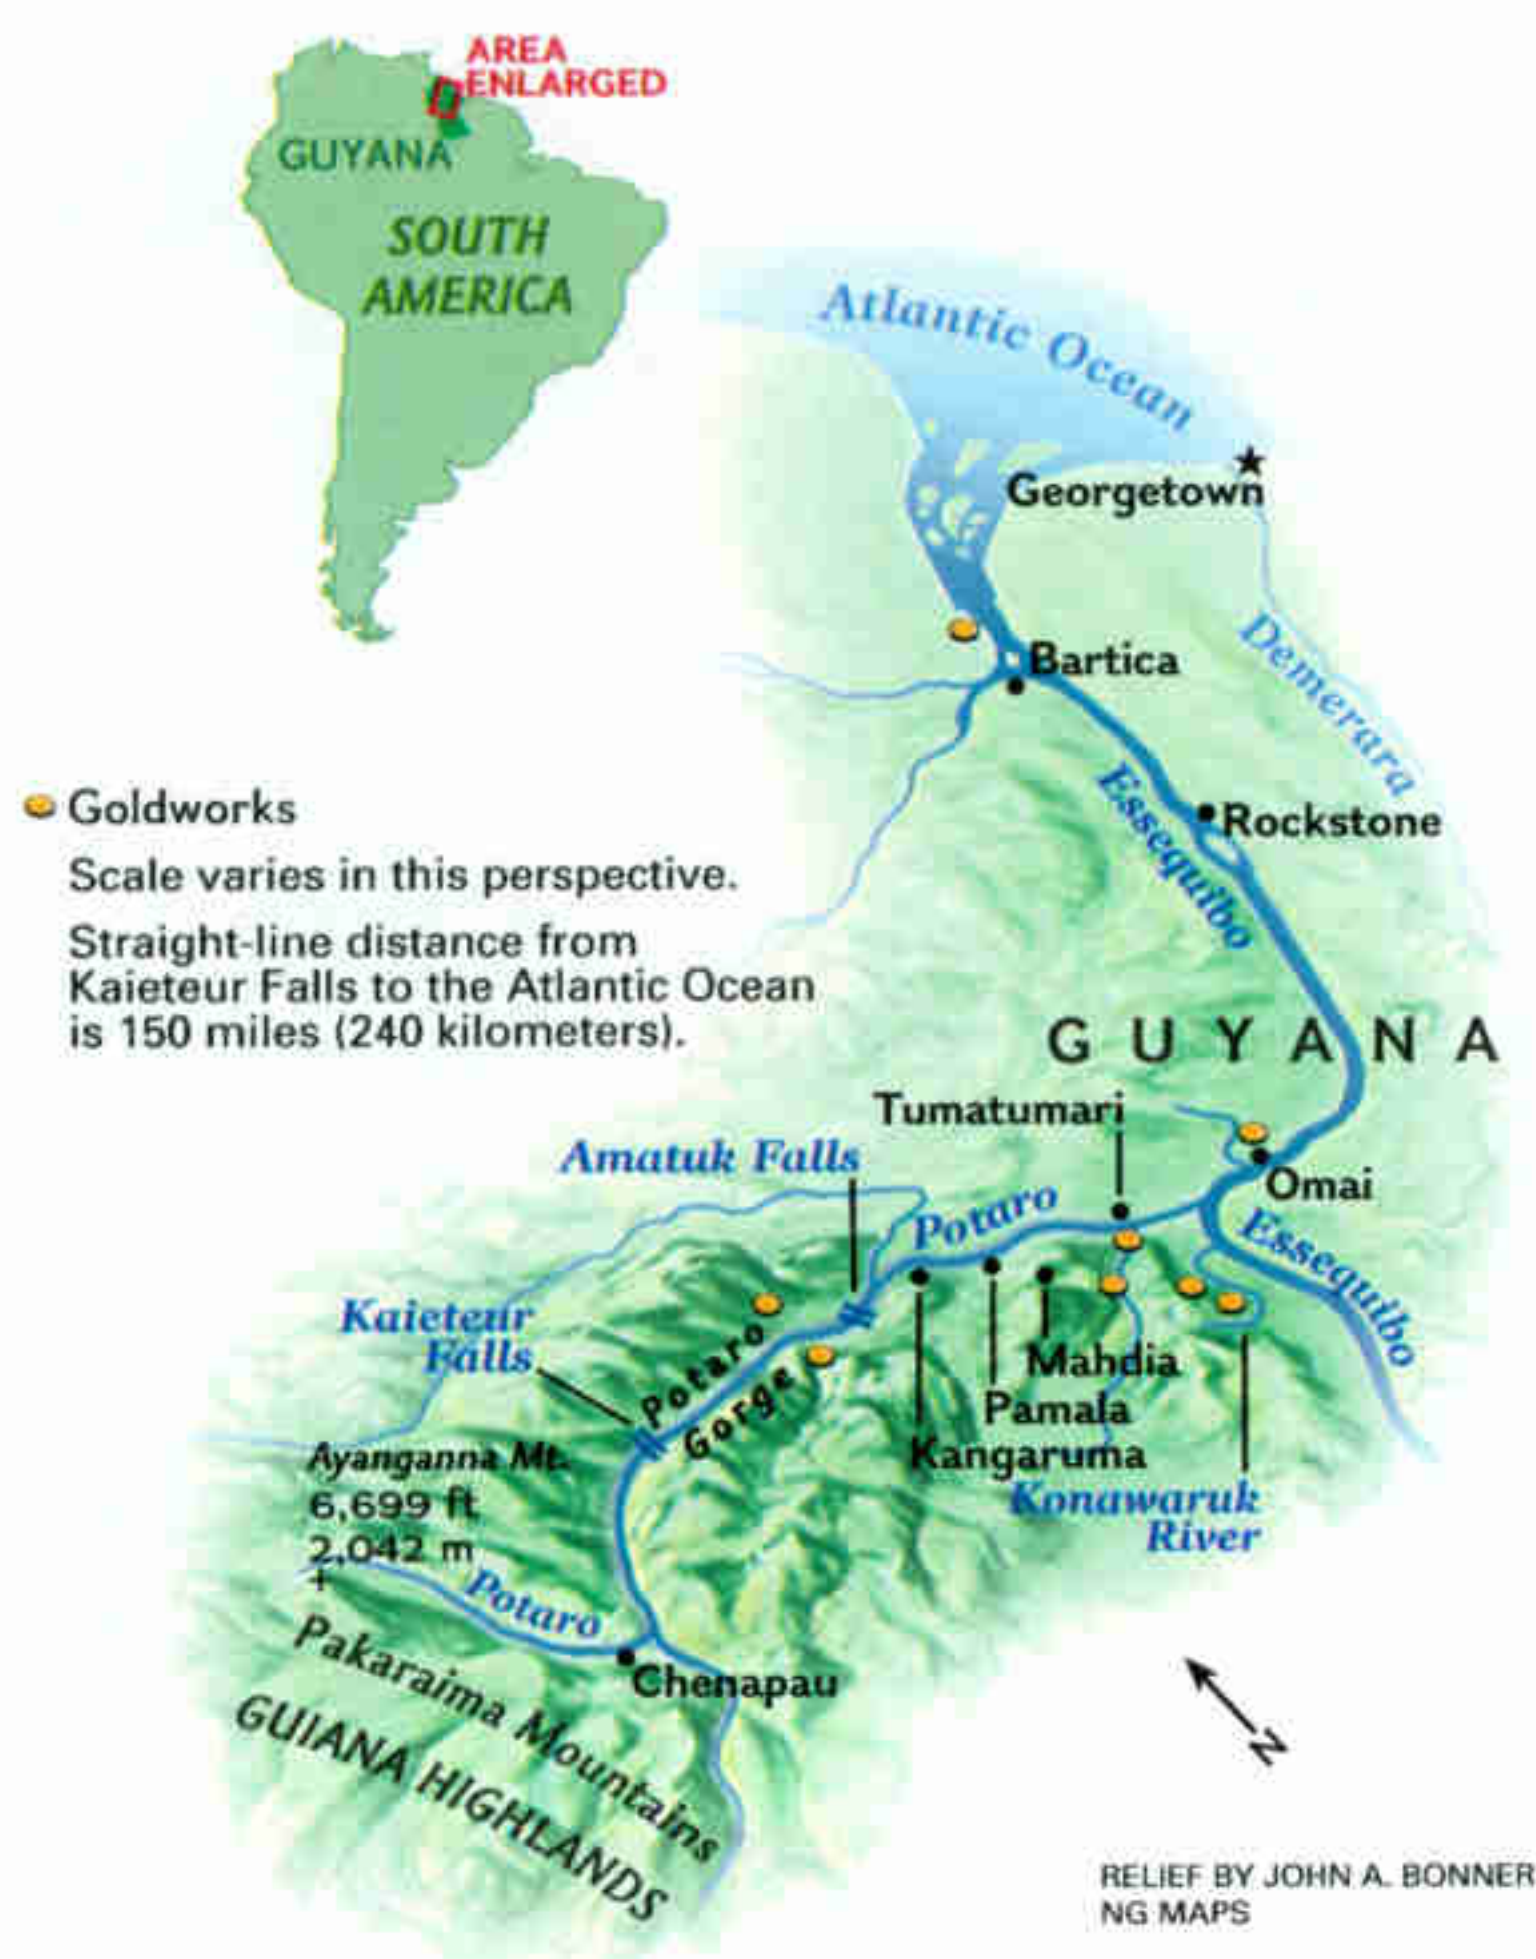 AREA
ENLARGED
GUYANA
SOUTH
AMERICA
Atlantic Ocean
Georgetown
Demerara
Bartica
Essequibo
Rockstone
Goldworks
Scale varies in this perspective.
Straight-line distance from
Kaieteur Falls to the Atlantic Ocean
is 150 miles (240 kilometers).
GUYANA
Tumatumari
Amatuk Falls
Omai
Potaro
Essequibo
Kaieteur
Falls
Potaro
Gorge
Mahdia
Pamala
Kangaruma
Konawaruk
River
Ayanganna Mt.
6,699 ft
2,042 m
+
Potaro
Chenapau
Pakaraima Mountains
GUIANA HIGHLANDS
N
RELIEF BY JOHN A. BONNER
NG MAPS